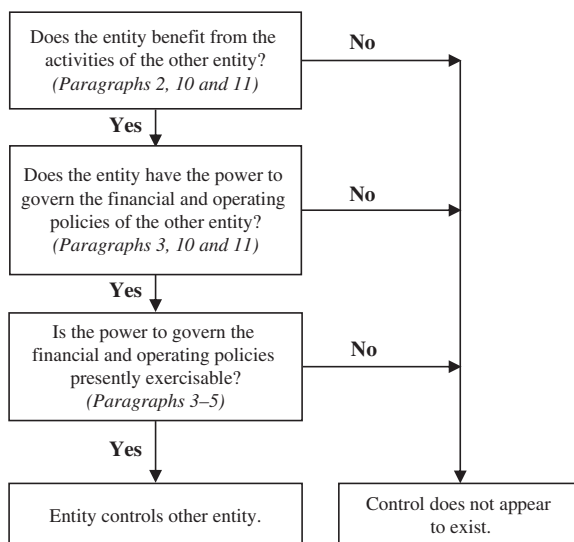 Does the entity benefit from the
activities of the other entity?
(Paragraphs 2, 10 and 11)
No
Yes
Does the entity have the power to
govern the financial and operating
policies of the other entity?
(Paragraphs 3, 10 and 11)
No
Yes
Is the power to govern the
financial and operating policies
presently exercisable?
(Paragraphs 3–5)
No
Yes
Entity controls other entity.
Control does not appear
to exist.